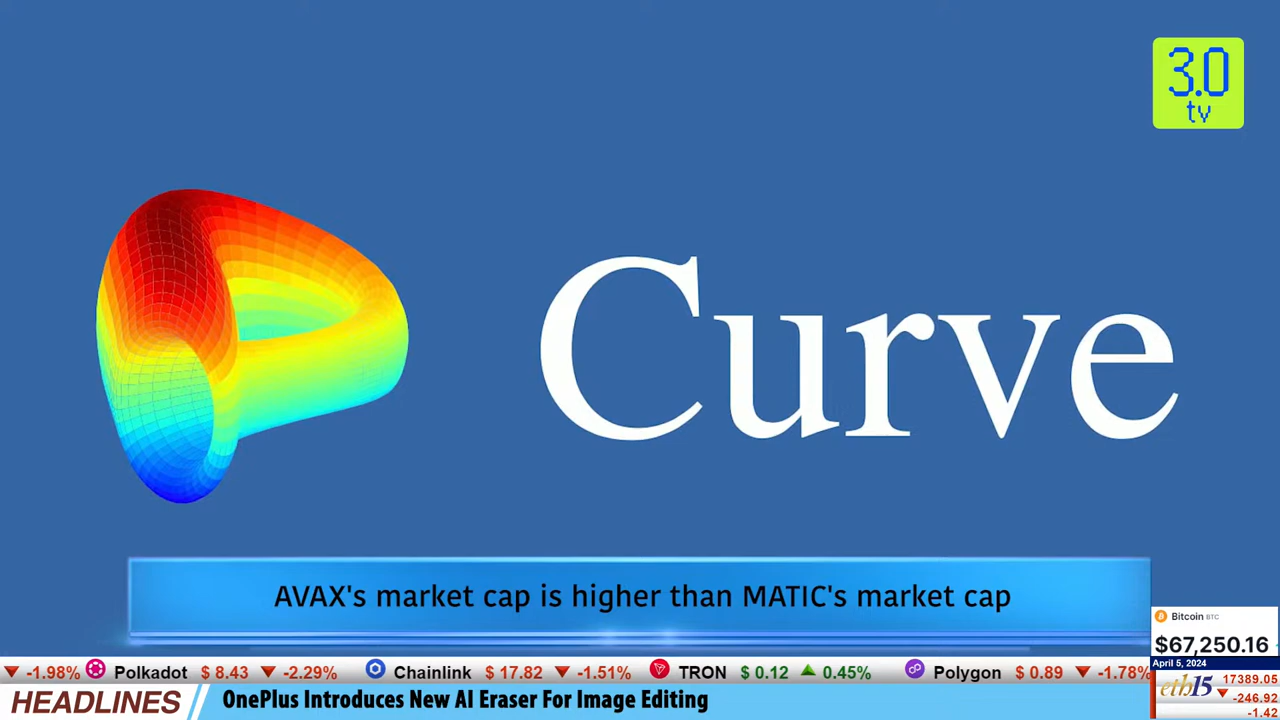 3.0
tv
Curve
AVAX's market cap is higher than MATIC's market cap
Bitcoin BTC
$67,250.16
April 5, 2024
-1.98% Polkadot $ 8.43 -2.29% Chainlink $ 17.82 -1.51% TRON $ 0.12 0.45% Polygon $ 0.89 -1.78%
eth15 17389.05
-246.92
-1.42
HEADLINES OnePlus Introduces New AI Eraser For Image Editing